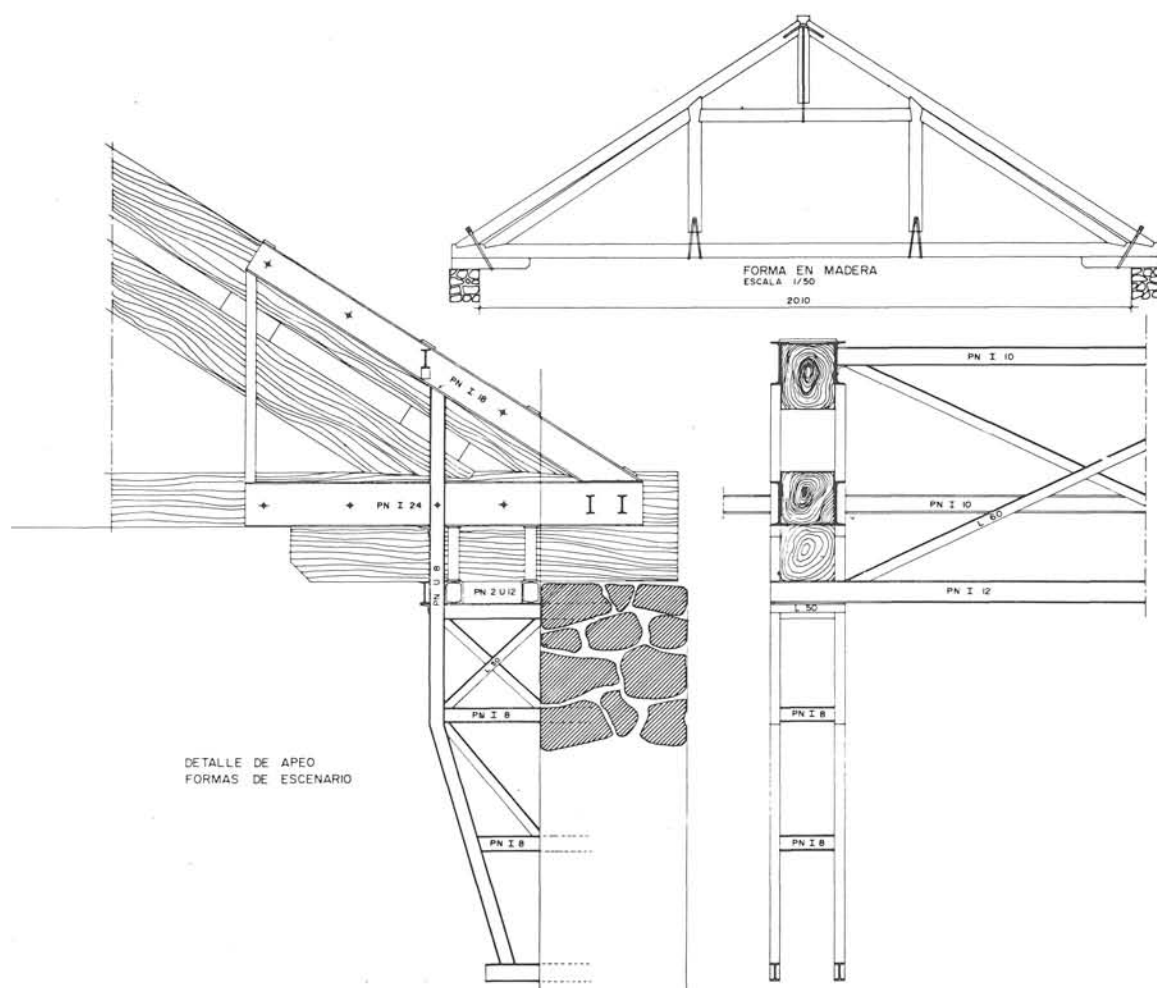 FORMA EN MADERA
ESCALA 1/50
2010
PN I 18
PN I 10
PN I 24
PN I 10
L 60
PN U 8
PN 2 U 12
PN I 12
L 50
L 50
PN I 8
PN I 8
DETALLE DE APEO
FORMAS DE ESCENARIO
PN I 8
PN I 8